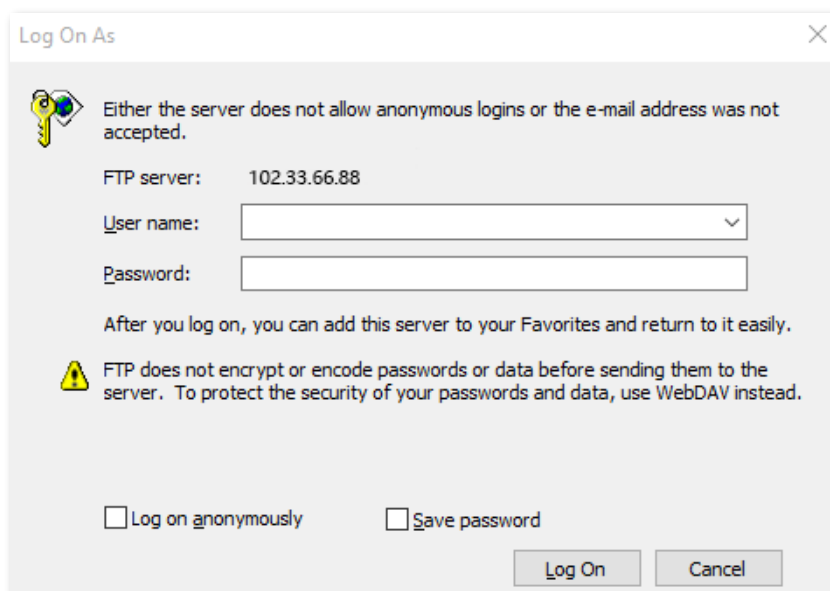 Log On As
Either the server does not allow anonymous logins or the e-mail address was not
accepted.
FTP server: 102.33.66.88
User name:
Password:
After you log on, you can add this server to your Favorites and return to it easily.
FTP does not encrypt or encode passwords or data before sending them to the
server. To protect the security of your passwords and data, use WebDAV instead.
Log on anonymously Save password
Log On Cancel